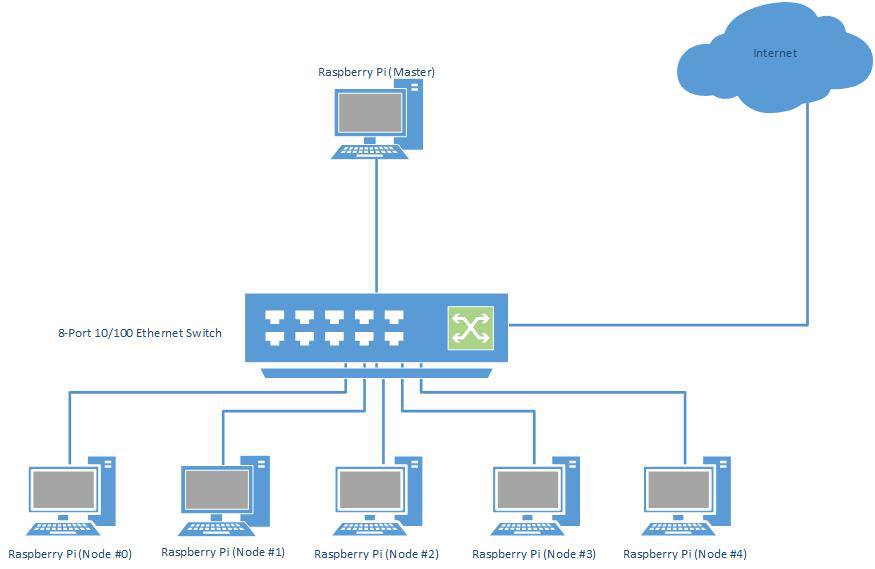 Internet
Raspberry Pi (Master)
8-Port 10/100 Ethernet Switch
Raspberry Pi (Node #0)
Raspberry Pi (Node #1)
Raspberry Pi (Node #2)
Raspberry Pi (Node #3)
Raspberry Pi (Node #4)